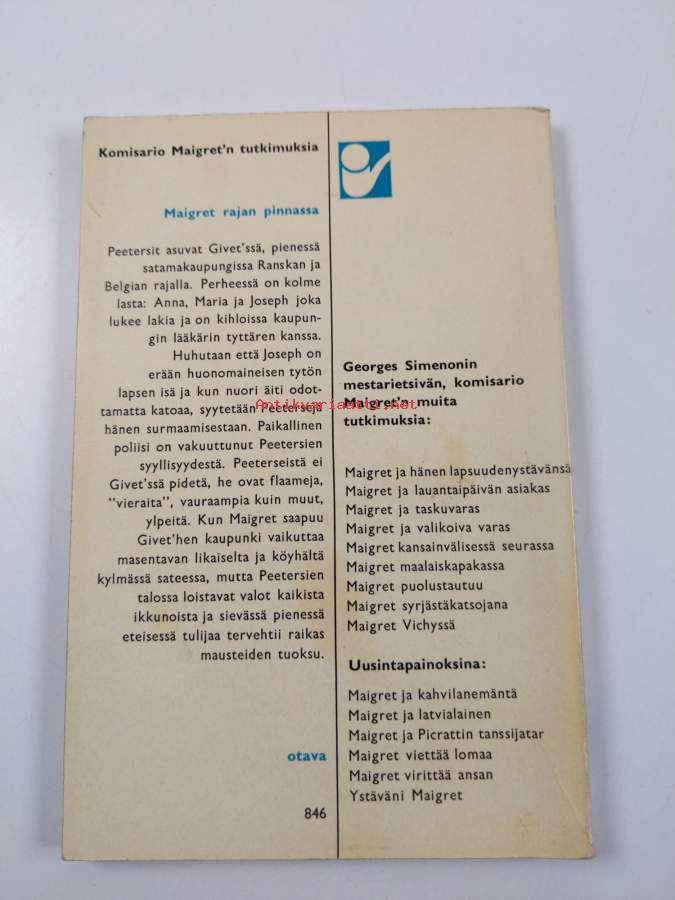 Komisario Maigret'n tutkimuksia
Maigret rajan pinnassa
Peetersit asuvat Givet'ssä, pienessä
satamakaupungissa Ranskan ja
Belgian rajalla. Perheessä on kolme
lasta: Anna, Maria ja Joseph joka
lukee lakia ja on kihloissa kaupun-
gin lääkärin tyttären kanssa.
Huhutaan että Joseph on
erään huonomaineisen tytön
lapsen isä ja kun nuori äiti odot-
tamatta katoaa, syytetään Peetersejä
hänen surmaamisestaan. Paikallinen
poliisi on vakuuttunut Peetersien
syyllisyydestä. Peeterseistä ei
Givet'ssä pidetä, he ovat flaameja,
"vieraita", vauraampia kuin muut,
ylpeitä. Kun Maigret saapuu
Givet'hen kaupunki vaikuttaa
masentavan likaiselta ja köyhältä
kylmässä sateessa, mutta Peetersien
talossa loistavat valot kaikista
ikkunoista ja sievässä pienessä
eteisessä tulijaa tervehtii raikas
mausteiden tuoksu.
otava
846
Georges Simenonin
mestarietsivän, komisario
Maigret'n muita
tutkimuksia:
Maigret ja hänen lapsuudenystävänsä
Maigret ja lauantaipäivän asiakas
Maigret ja taskuvaras
Maigret ja valikoiva varas
Maigret kansainvälisessä seurassa
Maigret maalaiskapakassa
Maigret puolustautuu
Maigret syrjästäkatsojana
Maigret Vichyssä
Uusintapainoksina:
Maigret ja kahvilanemäntä
Maigret ja latvialainen
Maigret ja Picrattin tanssijatar
Maigret viettää lomaa
Maigret virittää ansan
Ystäväni Maigret
Antikvariaatti.net